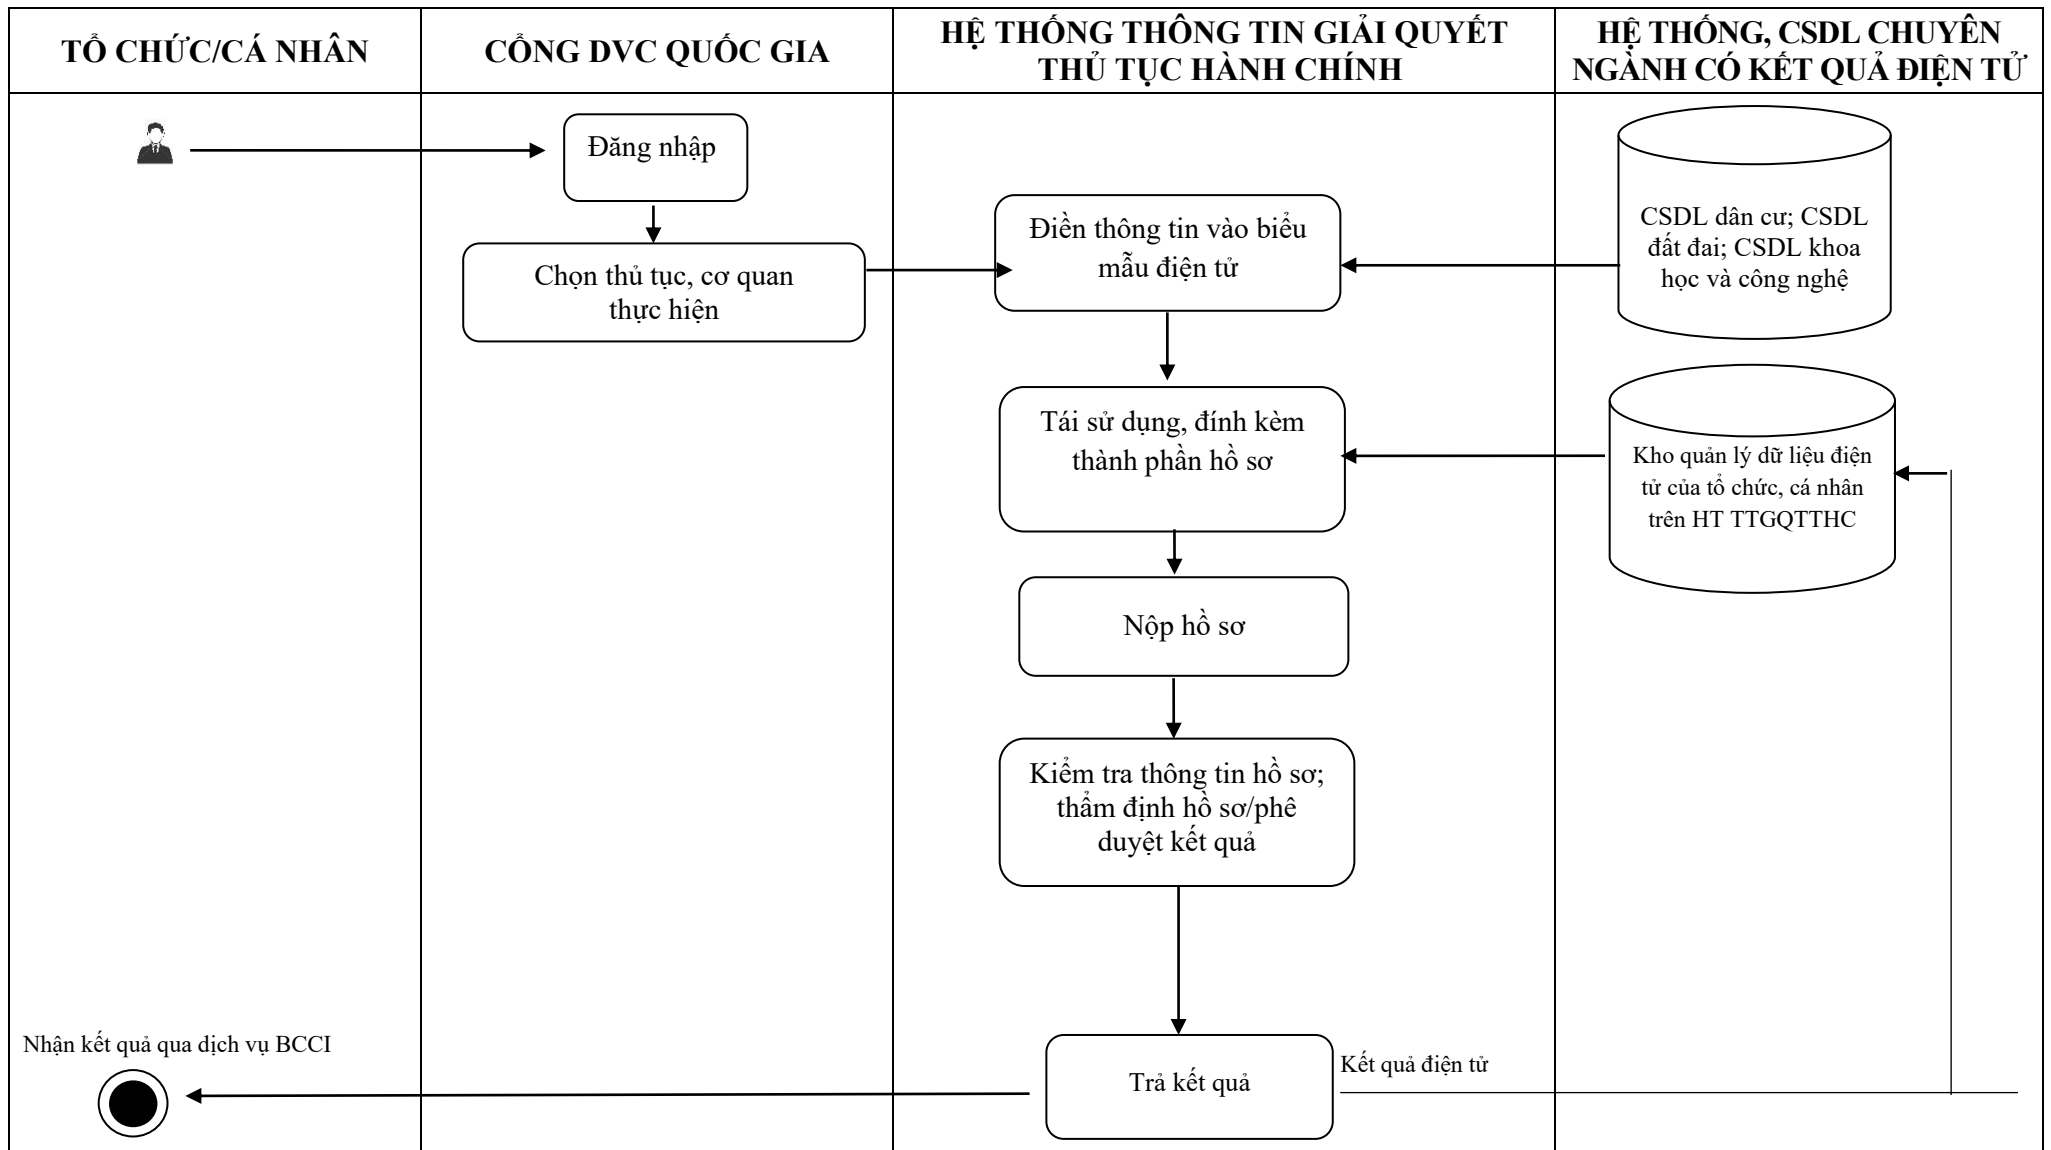 TỔ CHỨC/CÁ NHÂN
CỔNG DVC QUỐC GIA
HỆ THỐNG THÔNG TIN GIẢI QUYẾT
THỦ TỤC HÀNH CHÍNH
HỆ THỐNG, CSDL CHUYÊN
NGÀNH CÓ KẾT QUẢ ĐIỆN TỬ
Đăng nhập
Chọn thủ tục, cơ quan
thực hiện
Điền thông tin vào biểu
mẫu điện tử
CSDL dân cư; CSDL
đất đai; CSDL khoa
học và công nghệ
Tái sử dụng, đính kèm
thành phần hồ sơ
Kho quản lý dữ liệu điện
tử của tổ chức, cá nhân
trên HT TTGQTTHC
Nộp hồ sơ
Kiểm tra thông tin hồ sơ;
thẩm định hồ sơ/phê
duyệt kết quả
Nhận kết quả qua dịch vụ BCCI
Trả kết quả
Kết quả điện tử